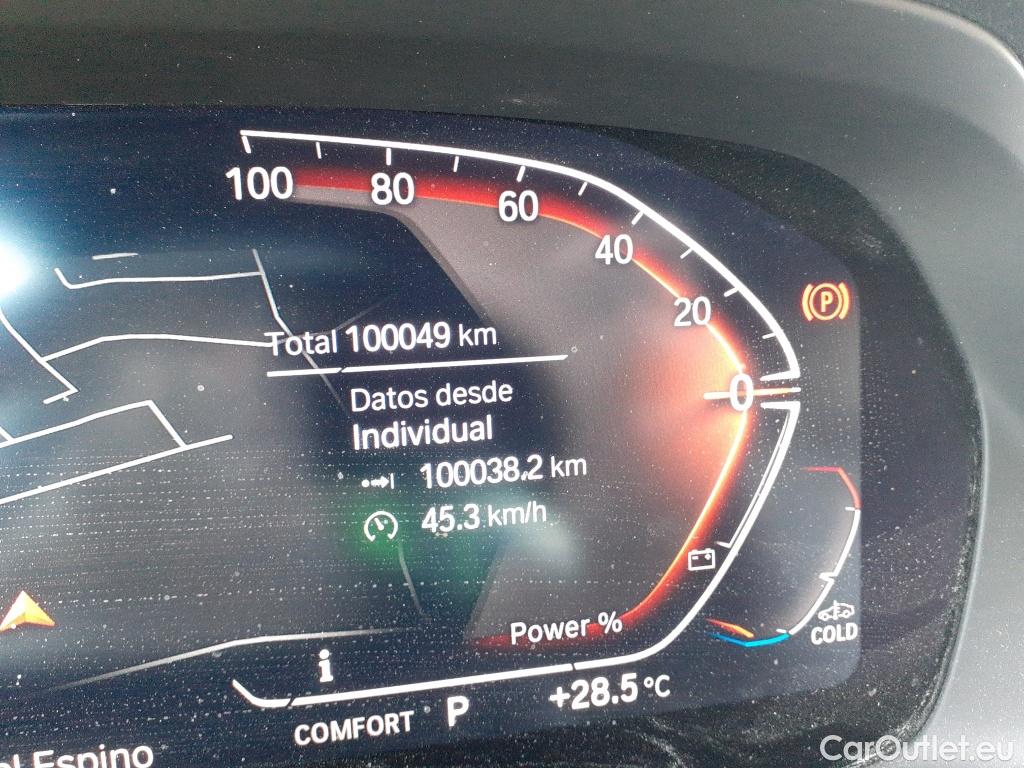 100 80 60 40 20 0
P
Total 100049 km
Datos desde
Individual
100038.2 km
45.3 km/h
Power %
COLD
i
+28.5 °C
COMFORT P
Espino
CarOutlet.eu